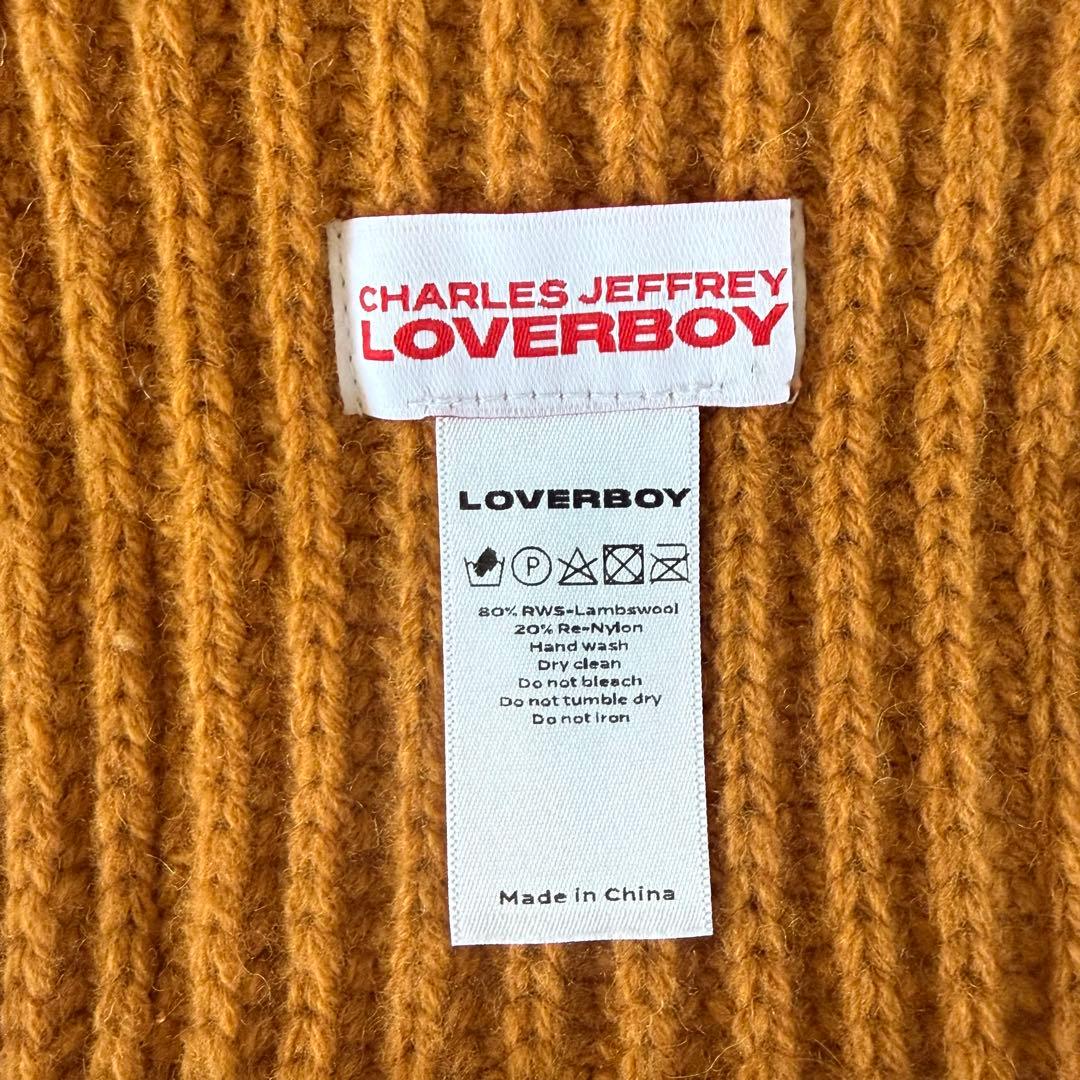 CHARLES JEFFREY
LOVERBOY
LOVERBOY
P
80% RWS-Lambswool
20% Re-Nylon
Hand wash
Dry clean
Do not bleach
Do not tumble dry
Do not iron
Made in China